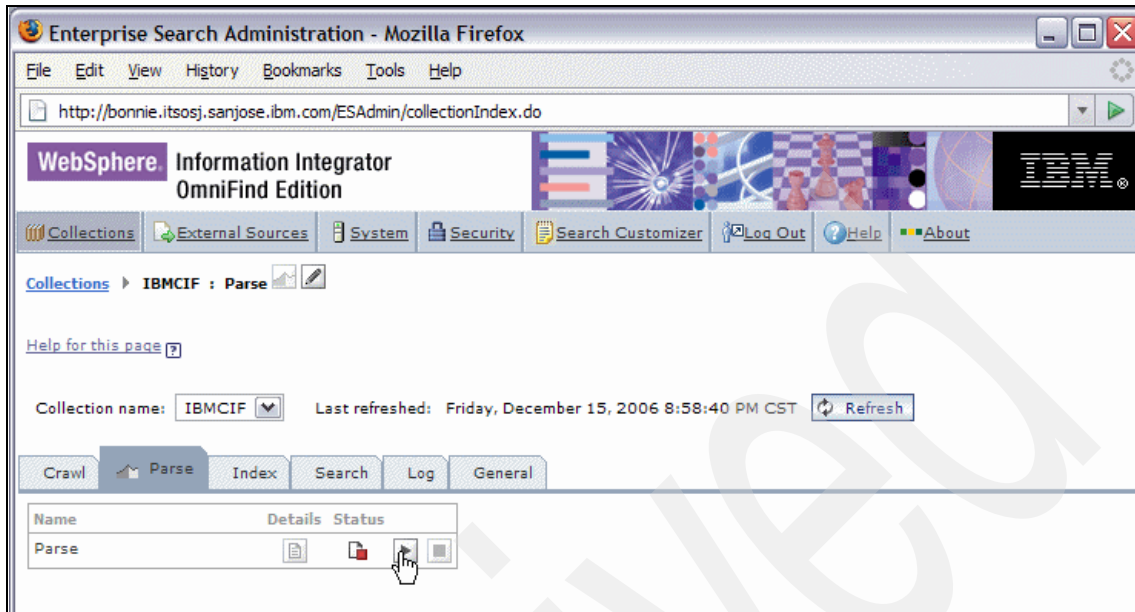 Enterprise Search Administration - Mozilla Firefox
File Edit View History Bookmarks Tools Help
http://bonnie.itsosj.sanjose.ibm.com/ESAdmin/collectionIndex.do
WebSphere. Information Integrator
OmniFind Edition
IBM®
Collections External Sources System Security Search Customizer Log Out Help About
Collections IBMCIF : Parse
Help for this page ?
Collection name: IBMCIF Last refreshed: Friday, December 15, 2006 8:58:40 PM CST Refresh
Crawl Parse Index Search Log General
Name Details Status
Parse